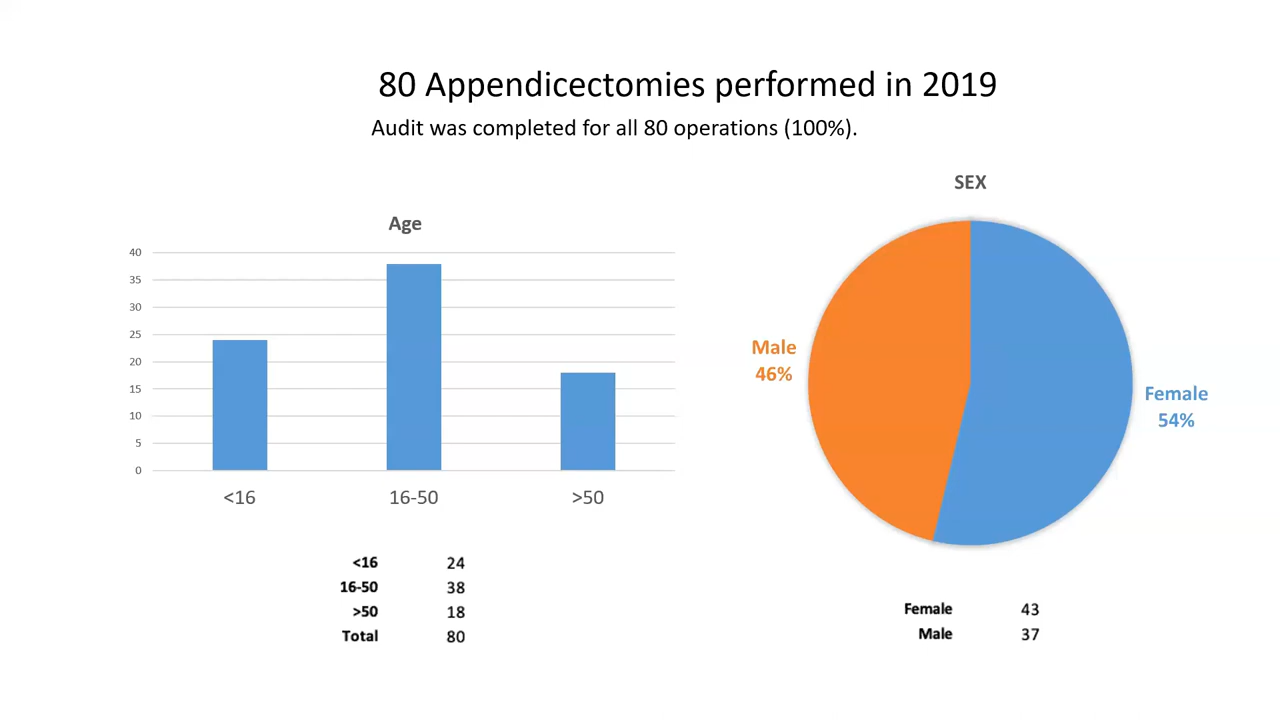 80 Appendicectomies performed in 2019
Audit was completed for all 80 operations (100%).
Age
40
35
30
25
20
15
10
5
0
<16 16-50 >50
<16 24
16-50 38
>50 18
Total 80
SEX
Male
46%
Female
54%
Female 43
Male 37